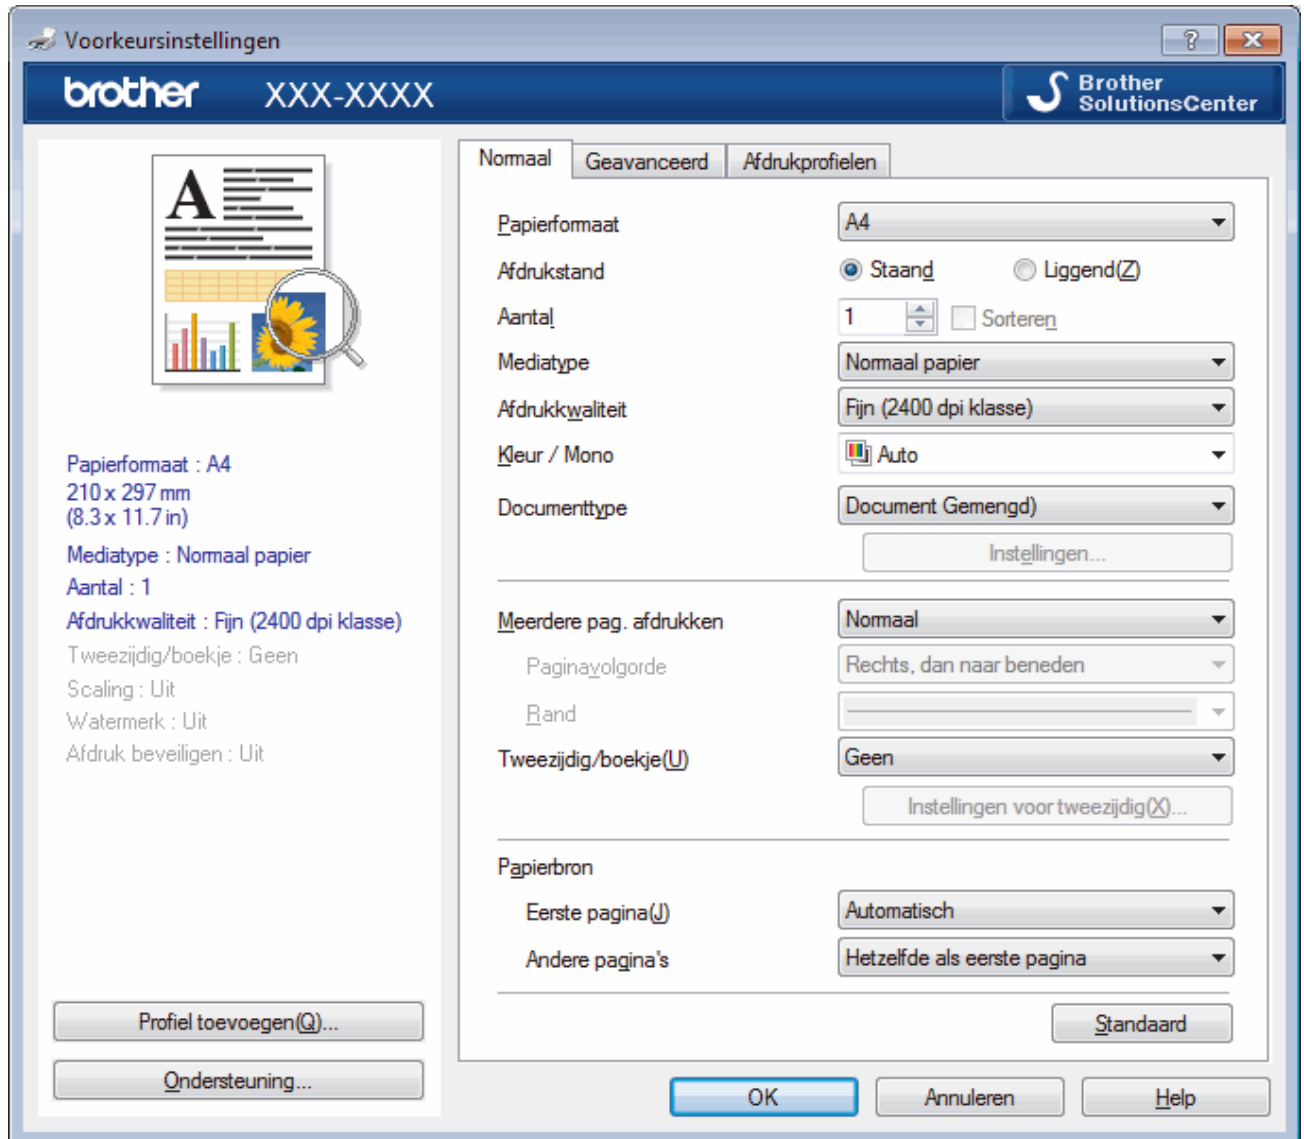 Voorkeursinstellingen
brother XXX-XXXX Brother SolutionsCenter
A
Papierformaat : A4
210 x 297 mm
(8.3 x 11.7 in)
Mediatype : Normaal papier
Aantal : 1
Afdrukkwaliteit : Fijn (2400 dpi klasse)
Tweezijdig/boekje : Geen
Scaling : Uit
Watermerk : Uit
Afdruk beveiligen : Uit
Profiel toevoegen(Q)...
Ondersteuning...
Normaal Geavanceerd Afdrukprofielen
Papierformaat A4
Afdrukstand Staand Liggend(Z)
Aantal 1 Sorteren
Mediatype Normaal papier
Afdrukkwaliteit Fijn (2400 dpi klasse)
Kleur / Mono Auto
Documenttype Document Gemengd)
Instellingen...
Meerdere pag. afdrukken Normaal
Paginavolgorde Rechts, dan naar beneden
Rand
Tweezijdig/boekje(U) Geen
Instellingen voor tweezijdig(X)...
Papierbron
Eerste pagina(J) Automatisch
Andere pagina's Hetzelfde als eerste pagina
Standaard
OK Annuleren Help